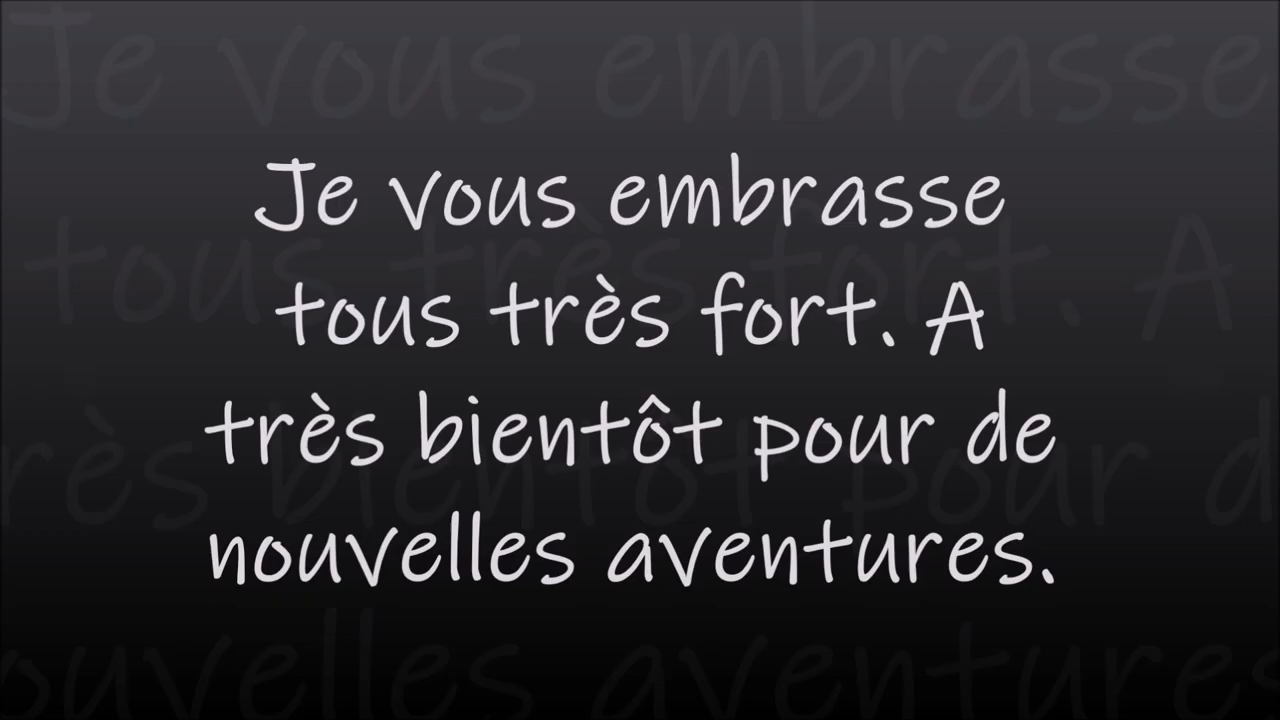 Je vous embrasse
tous très fort. A
très bientôt pour de
nouvelles aventures.